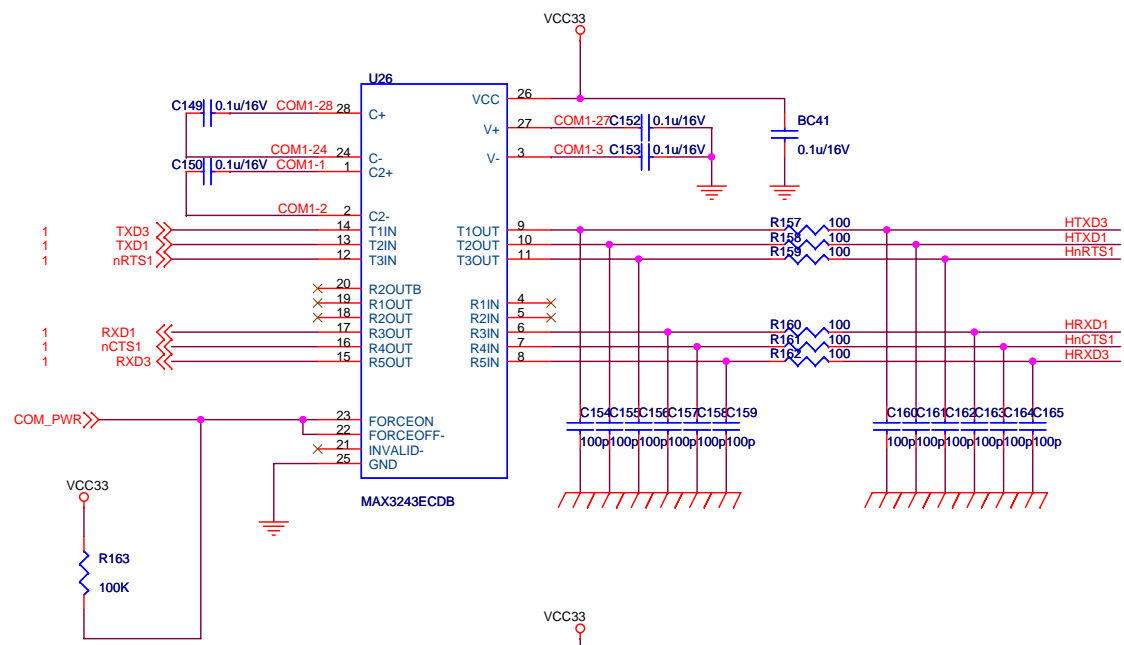 VCC33
U26
C149 0.1u/16V COM1-28 28 C+ VCC 26
27 COM1-27 C152 0.1u/16V BC41
V+
COM1-24 24 C- V- 3 COM1-3 C153 0.1u/16V 0.1u/16V
C150 0.1u/16V COM1-1 1 C2+
COM1-2 2 C2-
1 TXD3 14 T1IN T1OUT 9 R157 100 HTXD3
1 TXD1 13 T2IN T2OUT 10 R158 100 HTXD1
1 nRTS1 12 T3IN T3OUT 11 R159 100 HnRTS1
20 R2OUTB
19 R1OUT R1IN 4
18 R2OUT R2IN 5
1 RXD1 17 R3OUT R3IN 6 R160 100 HRXD1
1 nCTS1 16 R4OUT R4IN 7 R161 100 HnCTS1
1 RXD3 15 R5OUT R5IN 8 R162 100 HRXD3
COM_PWR 23 FORCEON C154 C155 C156 C157 C158 C159 C160 C161 C162 C163 C164 C165
22 FORCEOFF- 100p 100p 100p 100p 100p 100p 100p 100p 100p 100p 100p 100p
21 INVALID-
25 GND
VCC33
MAX3243ECDB
R163
100K
VCC33